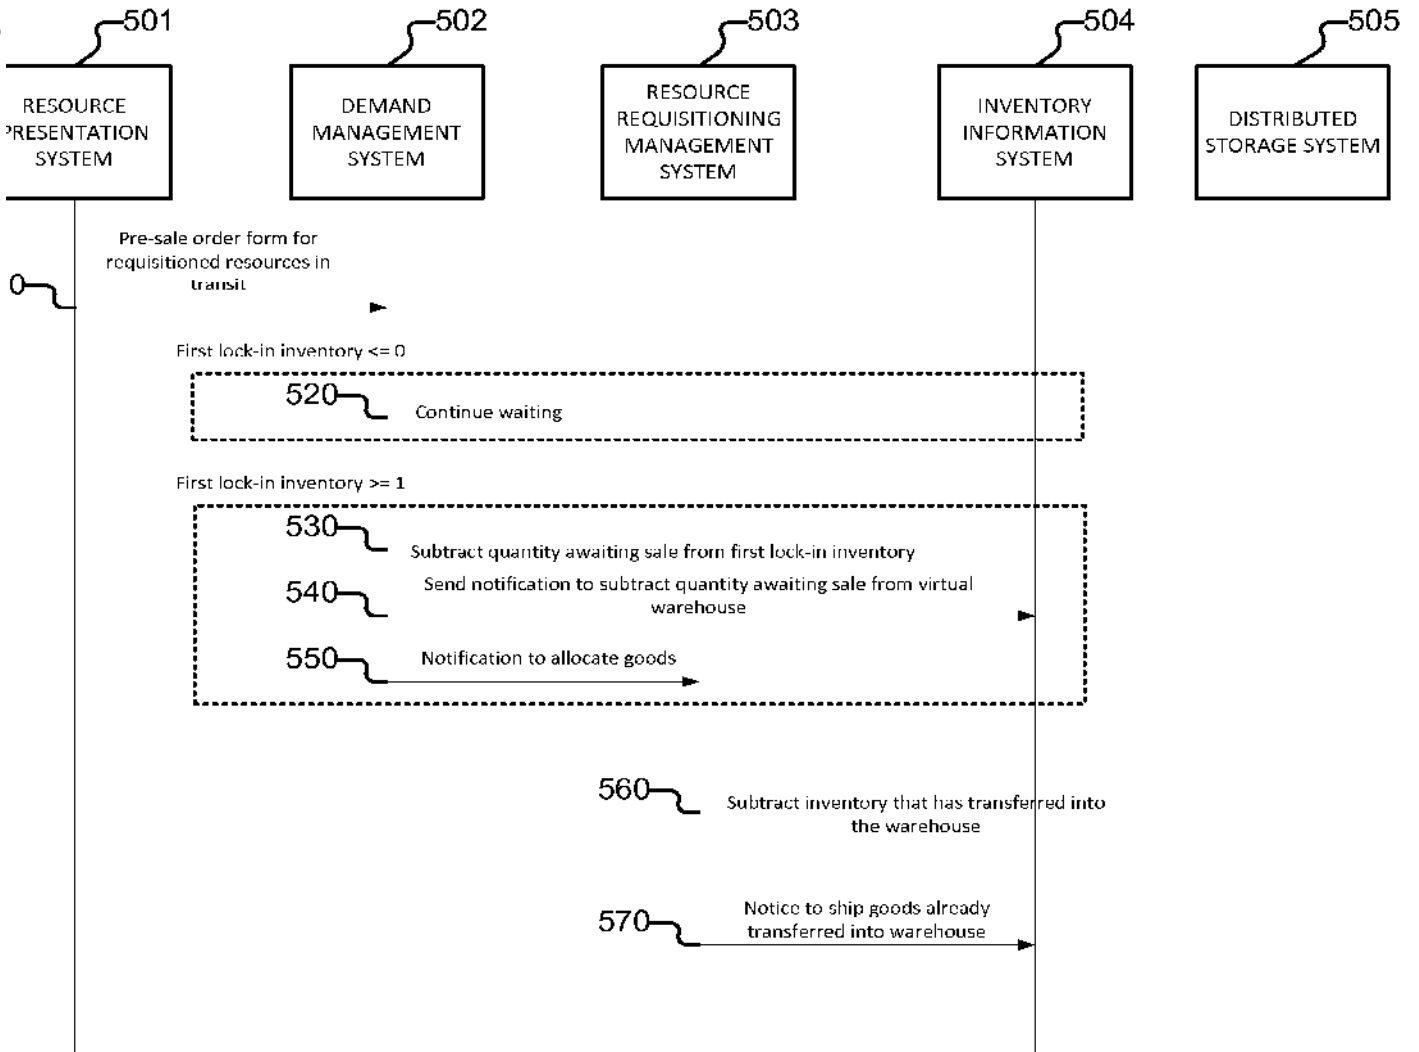 501
502
503
504
505
RESOURCE
PRESENTATION
SYSTEM
DEMAND
MANAGEMENT
SYSTEM
RESOURCE
REQUISITIONING
MANAGEMENT
SYSTEM
INVENTORY
INFORMATION
SYSTEM
DISTRIBUTED
STORAGE SYSTEM
Pre-sale order form for
requisitioned resources in
transit
0
First lock-in inventory <= 0
520
Continue waiting
First lock-in inventory >= 1
530
Subtract quantity awaiting sale from first lock-in inventory
540
Send notification to subtract quantity awaiting sale from virtual
warehouse
550
Notification to allocate goods
560
Subtract inventory that has transferred into
the warehouse
570
Notice to ship goods already
transferred into warehouse